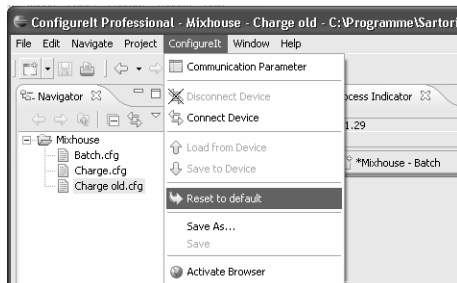 ConfigureIt Professional - Mixhouse - Charge old - C:\Programme\Sartori
File Edit Navigate Project ConfigureIt Window Help
Communication Parameter
Navigator
Disconnect Device
ocess Indicator
Connect Device
1.29
Mixhouse
Load from Device
Batch.cfg
Save to Device
*Mixhouse - Batch
Charge.cfg
Charge old.cfg
Reset to default
Save As...
Save
Activate Browser